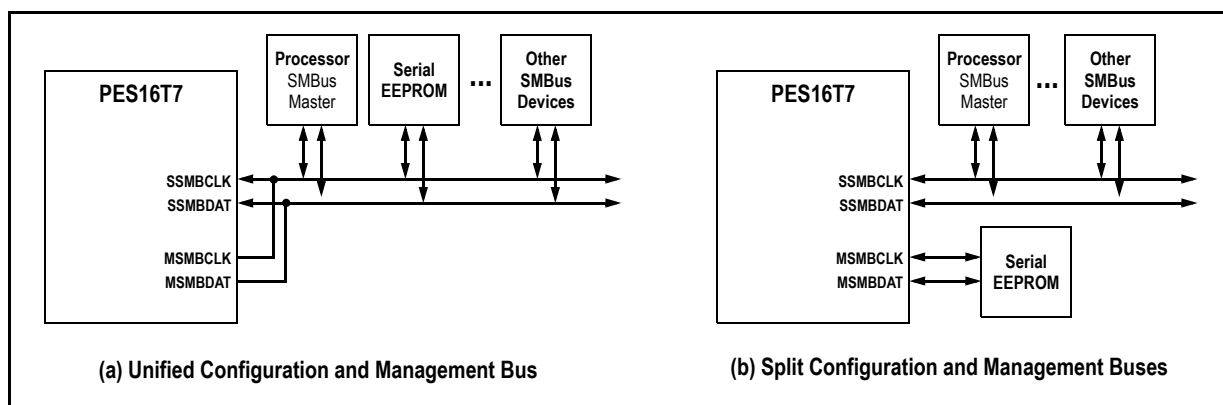 PES16T7
Processor
SMBus
Master
Serial
EEPROM
...
Other
SMBus
Devices
SSMBCLK
SSMBDAT
MSMBCLK
MSMBDAT
(a) Unified Configuration and Management Bus
PES16T7
Processor
SMBus
Master
...
Other
SMBus
Devices
SSMBCLK
SSMBDAT
MSMBCLK
MSMBDAT
Serial
EEPROM
(b) Split Configuration and Management Buses